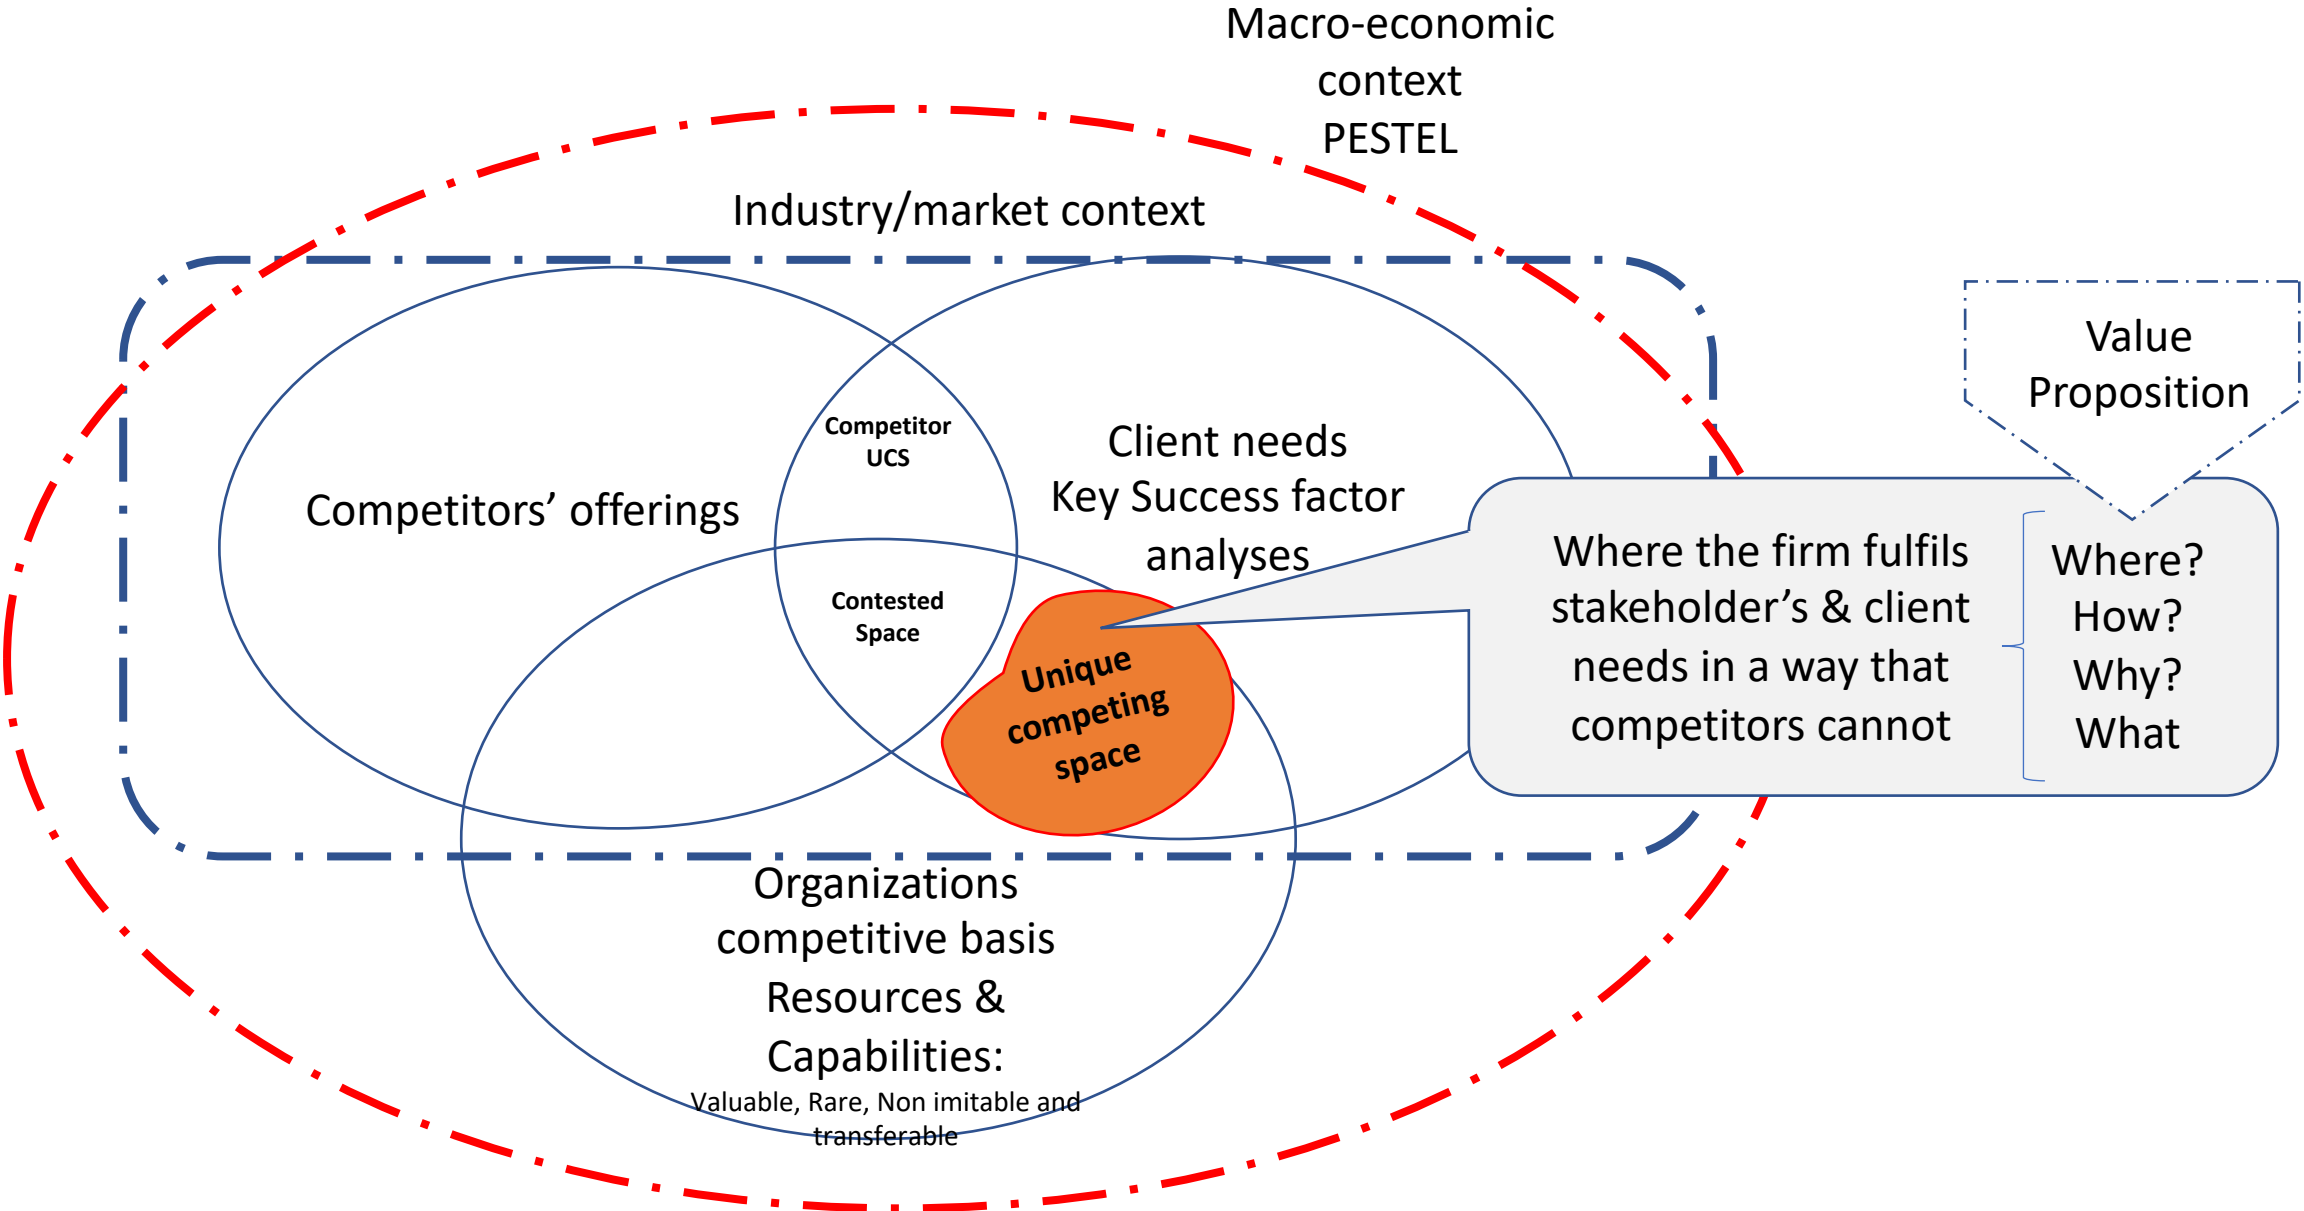 Macro-economic
context
PESTEL
Industry/market context
Value
Proposition
Competitor
UCS
Client needs
Key Success factor
analyses
Competitors’ offerings
Where the firm fulfils
stakeholder’s & client
needs in a way that
competitors cannot
Where?
How?
Why?
What
Contested
Space
Unique
competing
space
Organizations
competitive basis
Resources &
Capabilities:
Valuable, Rare, Non imitable and
transferable